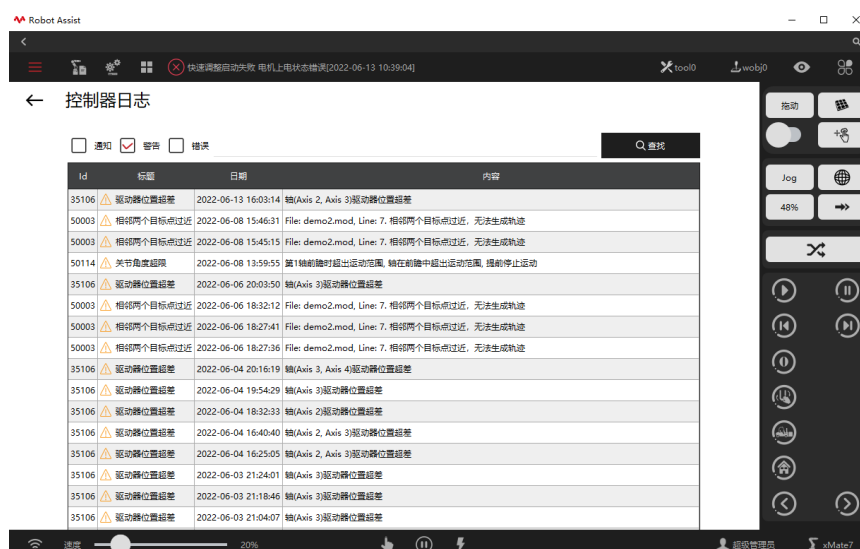 Robot Assist
快速调整启动失败 电机上电状态错误[2022-06-13 10:39:04]
tool0
wobj0
控制器日志
拖动
通知 警告 错误
查找
Id 标题 日期 内容
Jog
35106 驱动器位置超差 2022-06-13 16:03:14 轴(Axis 2, Axis 3)驱动器位置超差
48%
50003 相邻两个目标点过近 2022-06-08 15:46:31 File: demo2.mod, Line: 7. 相邻两个目标点过近，无法生成轨迹
50003 相邻两个目标点过近 2022-06-08 15:45:15 File: demo2.mod, Line: 7. 相邻两个目标点过近，无法生成轨迹
50114 关节角度超限 2022-06-08 13:59:55 第1轴前瞻时超出运动范围, 轴在前瞻中超出运动范围, 提前停止运动
35106 驱动器位置超差 2022-06-06 20:03:50 轴(Axis 3)驱动器位置超差
50003 相邻两个目标点过近 2022-06-06 18:32:12 File: demo2.mod, Line: 7. 相邻两个目标点过近，无法生成轨迹
50003 相邻两个目标点过近 2022-06-06 18:27:41 File: demo2.mod, Line: 7. 相邻两个目标点过近，无法生成轨迹
50003 相邻两个目标点过近 2022-06-06 18:27:36 File: demo2.mod, Line: 7. 相邻两个目标点过近，无法生成轨迹
35106 驱动器位置超差 2022-06-04 20:16:19 轴(Axis 3, Axis 4)驱动器位置超差
35106 驱动器位置超差 2022-06-04 19:54:29 轴(Axis 3)驱动器位置超差
35106 驱动器位置超差 2022-06-04 18:32:33 轴(Axis 2)驱动器位置超差
35106 驱动器位置超差 2022-06-04 16:40:40 轴(Axis 2, Axis 3)驱动器位置超差
35106 驱动器位置超差 2022-06-04 16:25:05 轴(Axis 2, Axis 3)驱动器位置超差
35106 驱动器位置超差 2022-06-03 21:24:01 轴(Axis 3)驱动器位置超差
35106 驱动器位置超差 2022-06-03 21:18:46 轴(Axis 3)驱动器位置超差
35106 驱动器位置超差 2022-06-03 21:04:07 轴(Axis 3)驱动器位置超差
速度 20% 超级管理员 xMate7